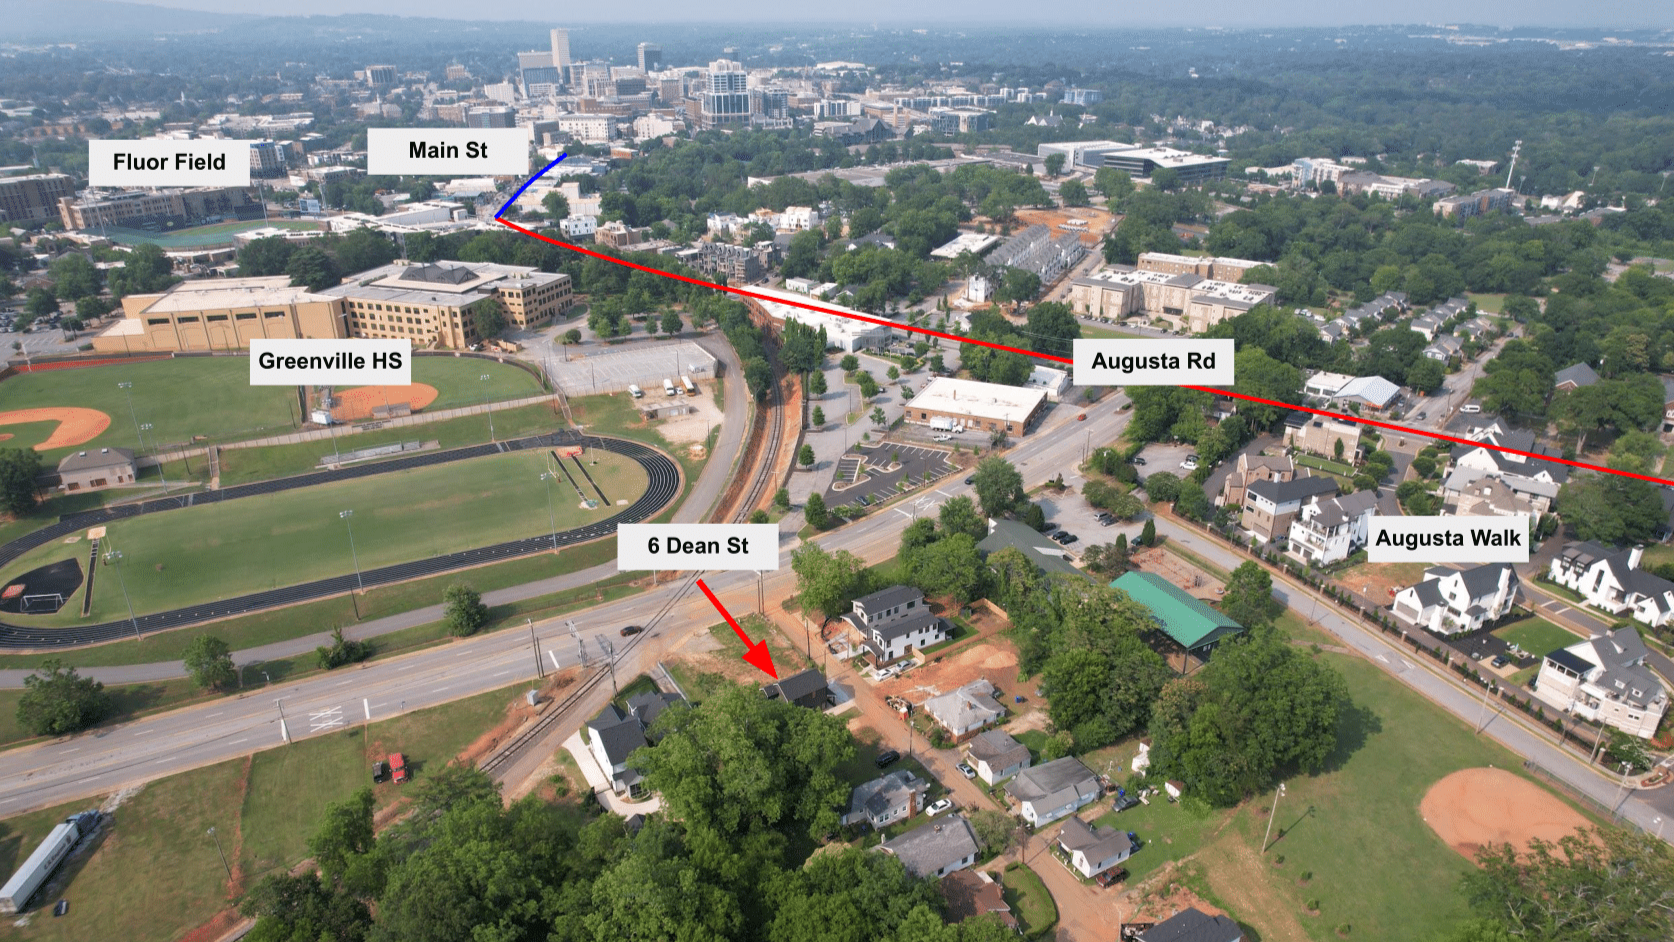 Fluor Field
Main St
Greenville HS
Augusta Rd
6 Dean St
Augusta Walk